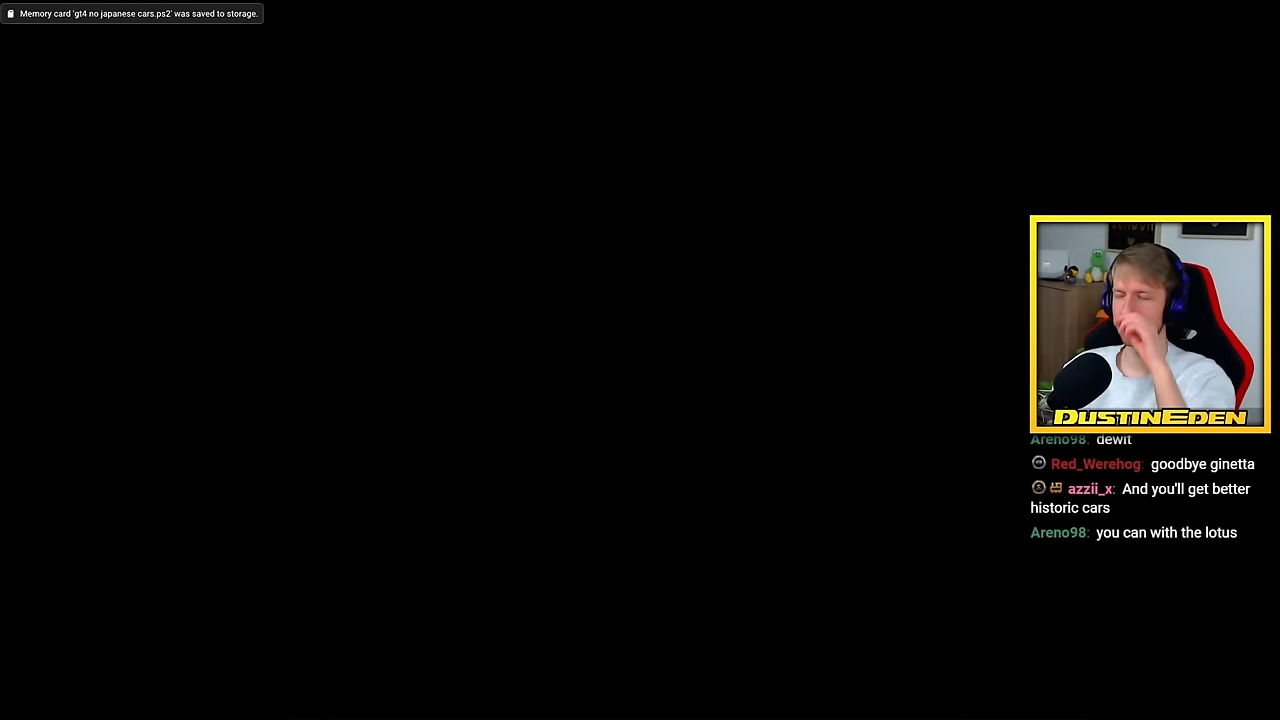 Memory card 'gt4 no japanese cars.ps2' was saved to storage.
DUSTINEDEN
Areno98: dewit
Red_Werehog: goodbye ginetta
azzii_x: And you'll get better
historic cars
Areno98: you can with the lotus